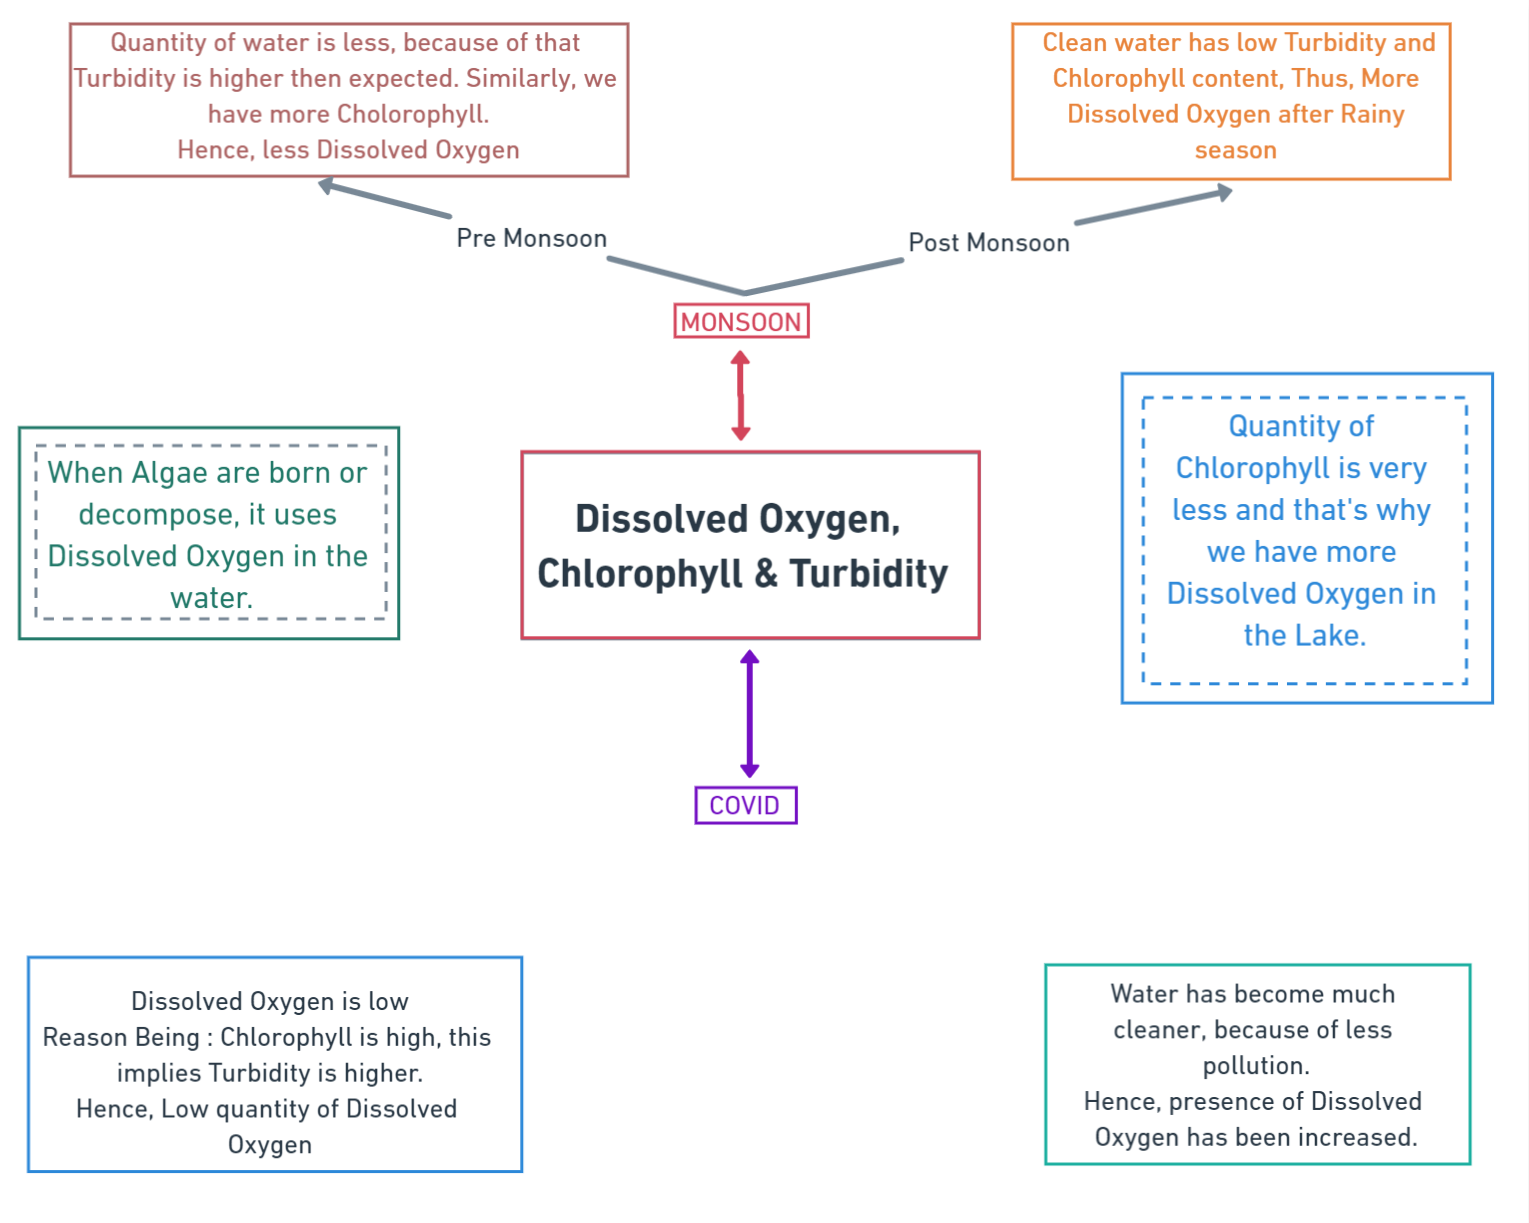 Quantity of water is less, because of that
Turbidity is higher then expected. Similarly, we
have more Cholorophyll.
Hence, less Dissolved Oxygen
Clean water has low Turbidity and
Chlorophyll content, Thus, More
Dissolved Oxygen after Rainy
season
Pre Monsoon
Post Monsoon
MONSOON
When Algae are born or
decompose, it uses
Dissolved Oxygen in the
water.
Dissolved Oxygen,
Chlorophyll & Turbidity
Quantity of
Chlorophyll is very
less and that's why
we have more
Dissolved Oxygen in
the Lake.
COVID
Dissolved Oxygen is low
Reason Being : Chlorophyll is high, this
implies Turbidity is higher.
Hence, Low quantity of Dissolved
Oxygen
Water has become much
cleaner, because of less
pollution.
Hence, presence of Dissolved
Oxygen has been increased.